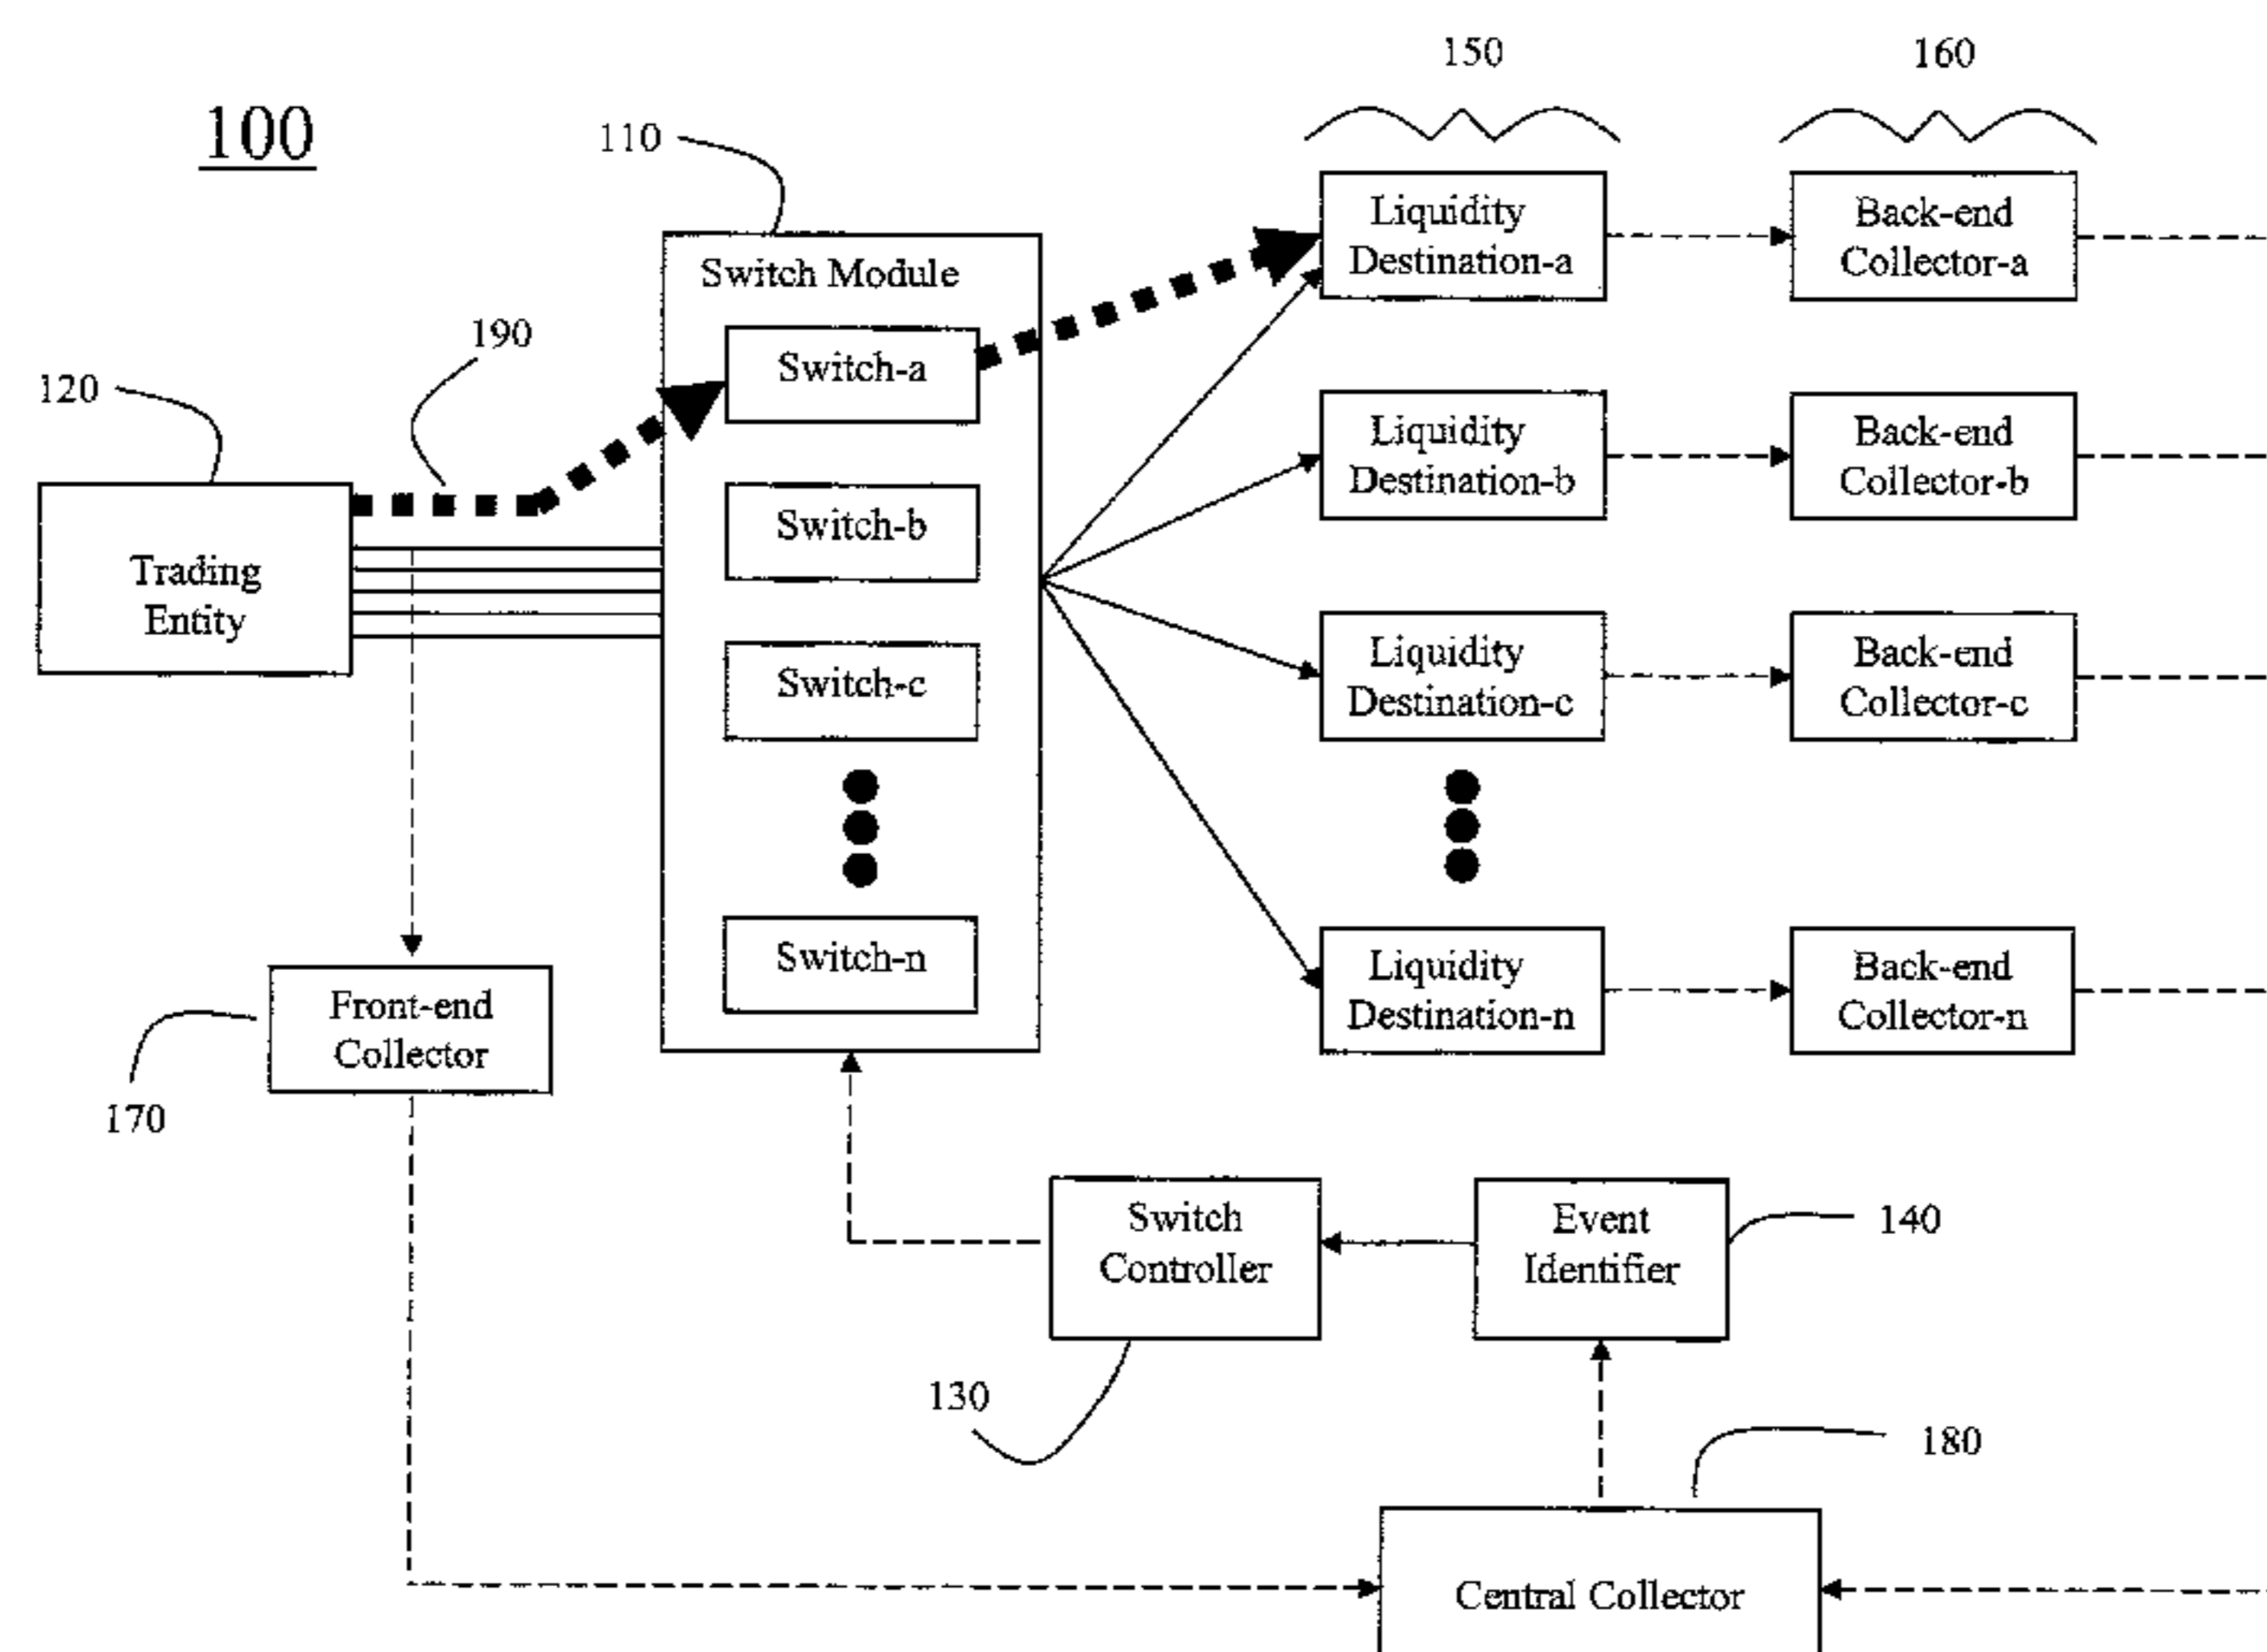 150
160
100
110
Liquidity
Destination-a
Back-end
Collector-a
Switch Module
190
Switch-a
120
Liquidity
Destination-b
Back-end
Collector-b
Switch-b
Trading
Entity
Liquidity
Destination-c
Back-end
Collector-c
Switch-c
Switch-n
Liquidity
Destination-n
Back-end
Collector-n
Front-end
Collector
170
Switch
Controller
Event
Identifier
140
130
180
Central Collector